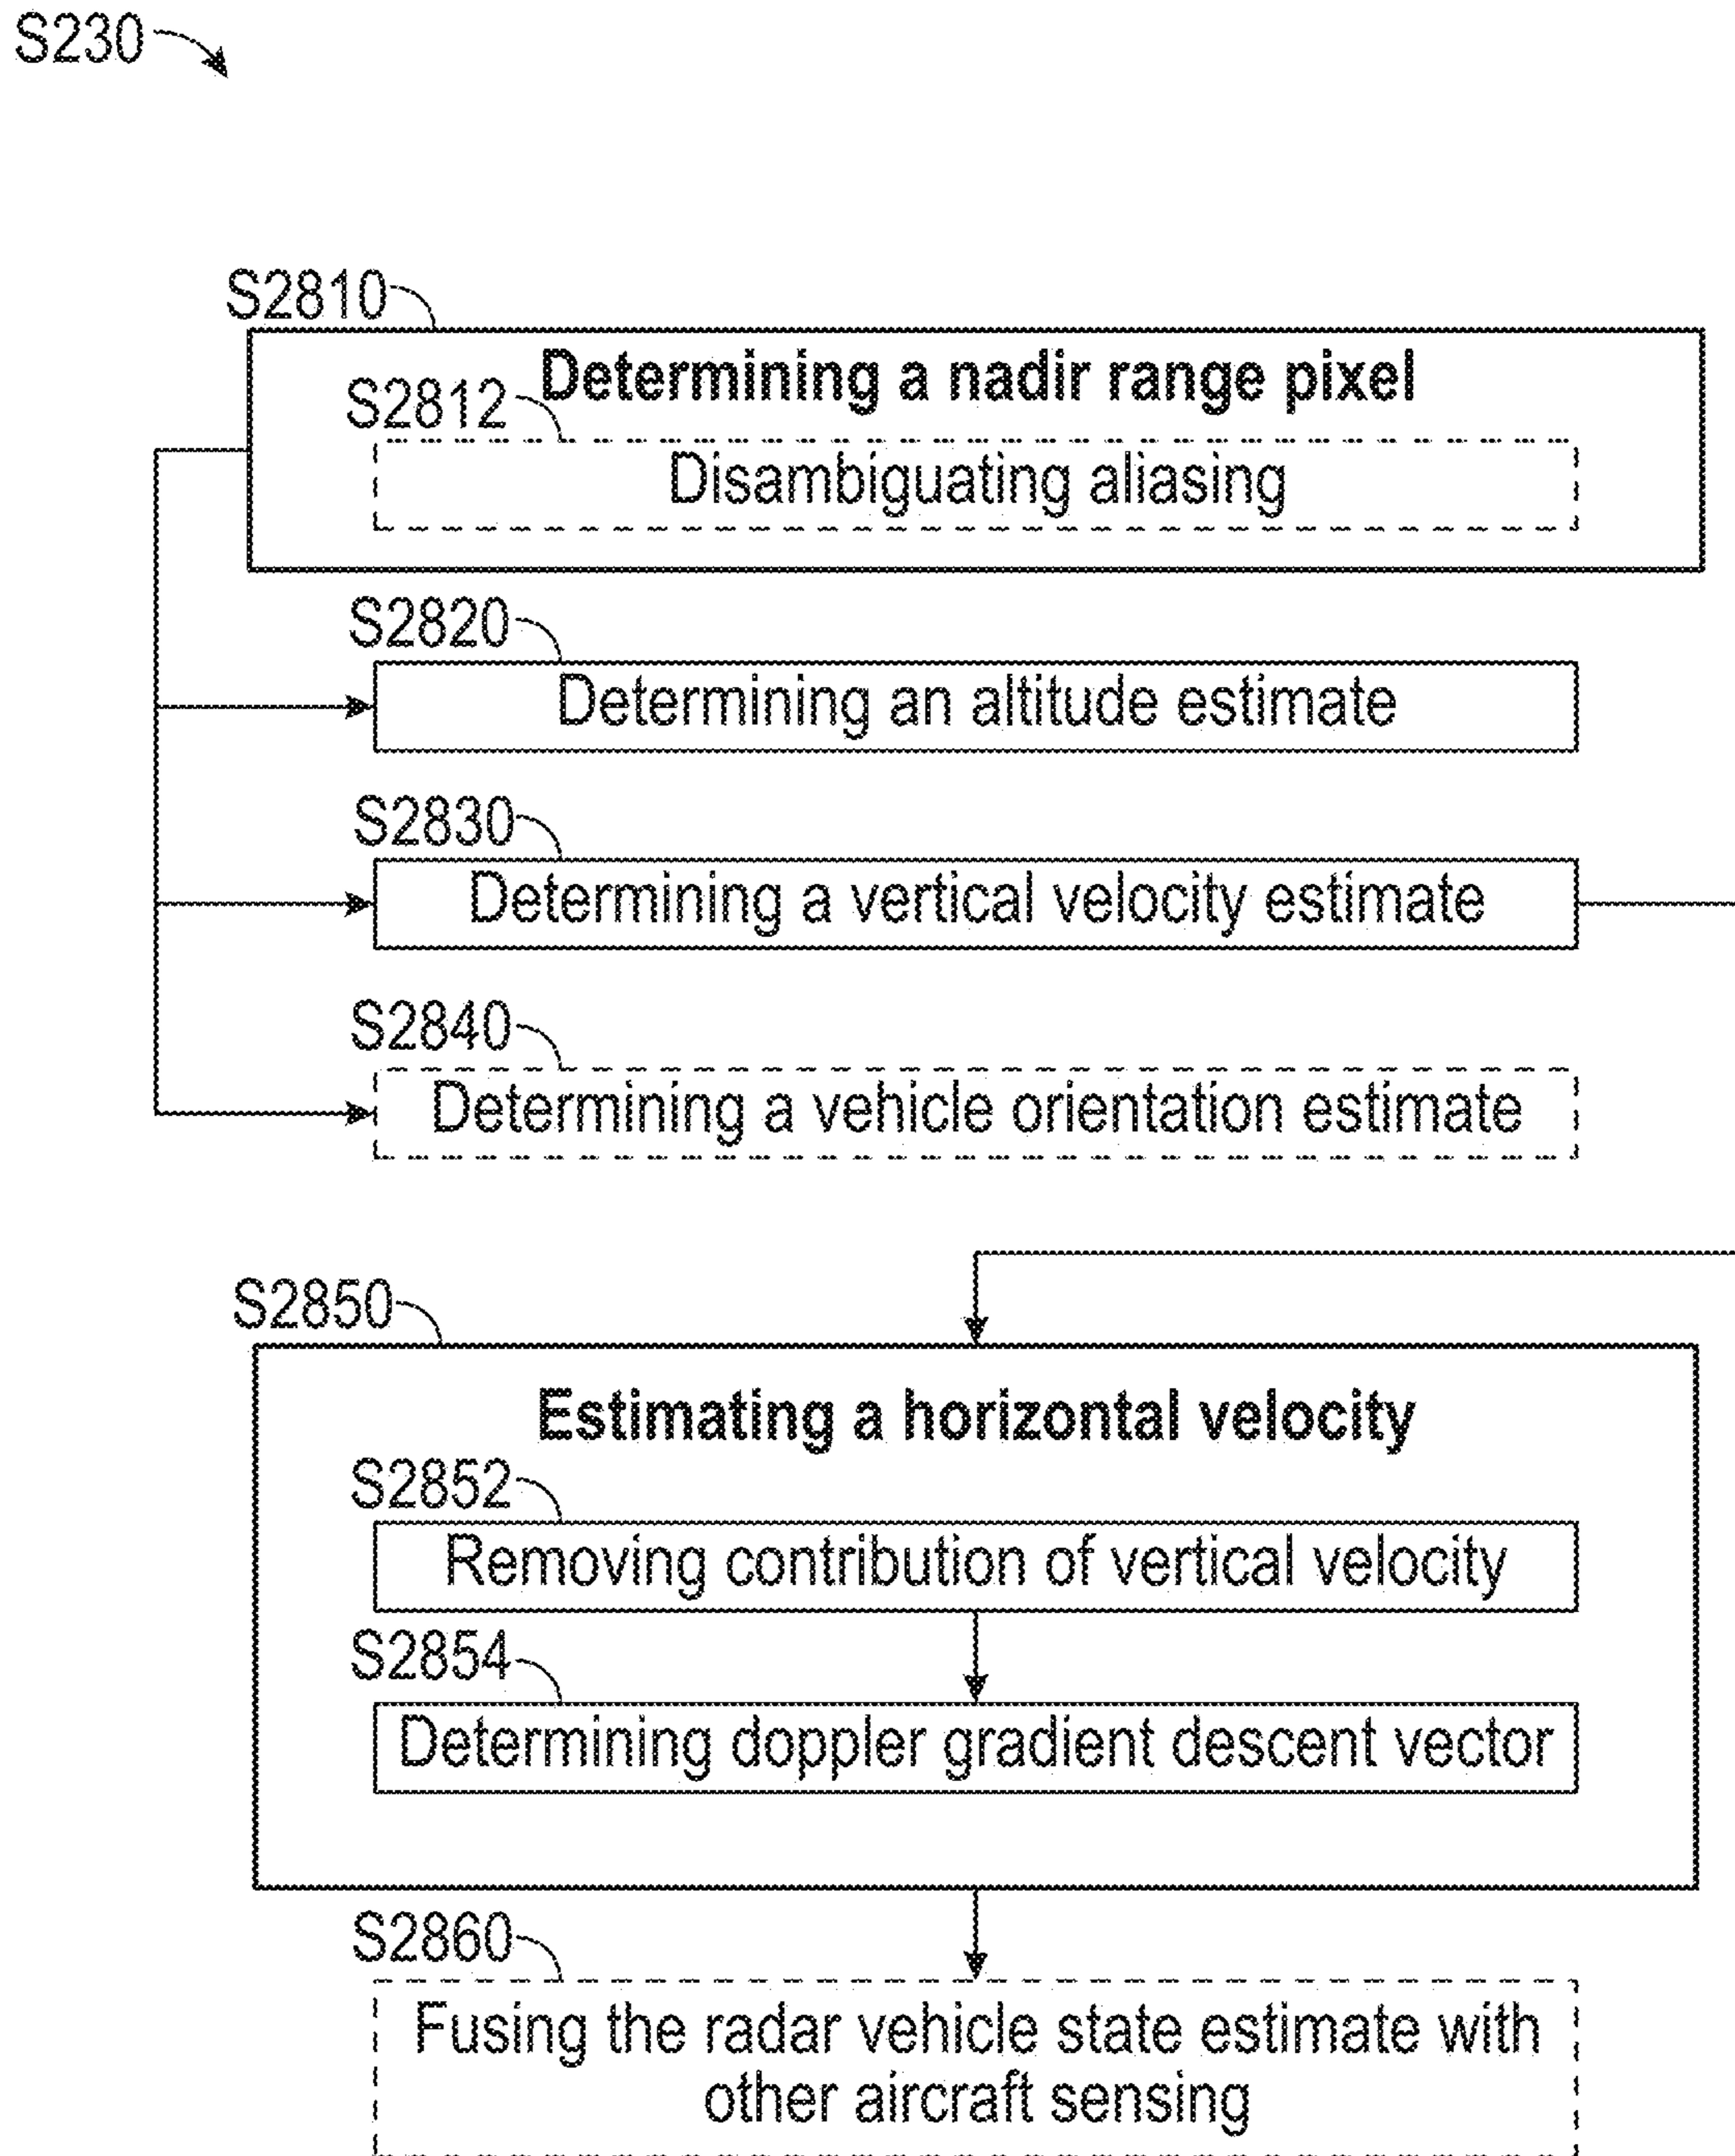 S230
S2810
Determining a nadir range pixel
S2812
Disambiguating aliasing
S2820
Determining an altitude estimate
S2830
Determining a vertical velocity estimate
S2840
Determining a vehicle orientation estimate
S2850
Estimating a horizontal velocity
S2852
Removing contribution of vertical velocity
S2854
Determining doppler gradient descent vector
S2860
Fusing the radar vehicle state estimate with
other aircraft sensing